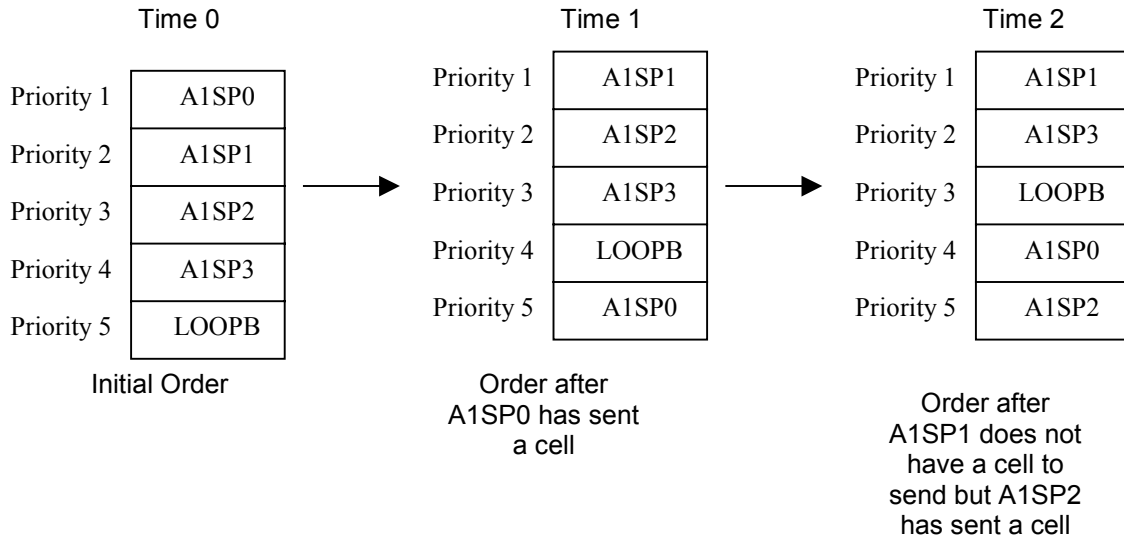 Time 0
Priority 1 A1SP0
Priority 2 A1SP1
Priority 3 A1SP2
Priority 4 A1SP3
Priority 5 LOOPB
Initial Order
Time 1
Priority 1 A1SP1
Priority 2 A1SP2
Priority 3 A1SP3
Priority 4 LOOPB
Priority 5 A1SP0
Order after
A1SP0 has sent
a cell
Time 2
Priority 1 A1SP1
Priority 2 A1SP3
Priority 3 LOOPB
Priority 4 A1SP0
Priority 5 A1SP2
Order after
A1SP1 does not
have a cell to
send but A1SP2
has sent a cell